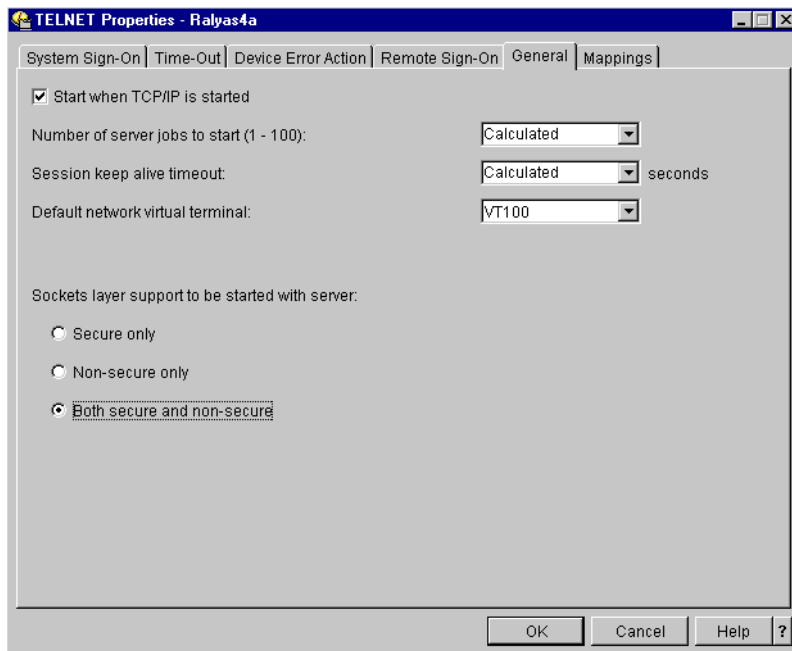 TELNET Properties - Ralyas4a
System Sign-On Time-Out Device Error Action Remote Sign-On General Mappings
Start when TCP/IP is started
Number of server jobs to start (1 - 100): Calculated
Session keep alive timeout: Calculated seconds
Default network virtual terminal: VT100
Sockets layer support to be started with server:
Secure only
Non-secure only
Both secure and non-secure
OK Cancel Help ?